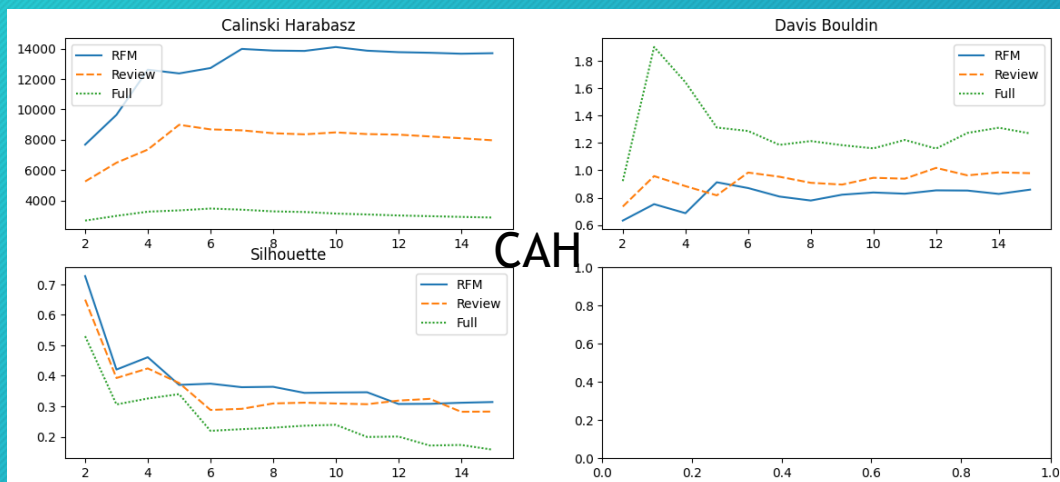 Calinski Harabasz
14000
12000
10000
8000
6000
4000
RFM
Review
Full
2 4 6 8 10 12 14
Davis Bouldin
1.8
1.6
1.4
1.2
1.0
0.8
0.6
RFM
Review
Full
2 4 6 8 10 12 14
CAH
Silhouette
0.7
0.6
0.5
0.4
0.3
0.2
RFM
Review
Full
2 4 6 8 10 12 14
1.0
0.8
0.6
0.4
0.2
0.0
0.0 0.2 0.4 0.6 0.8 1.0